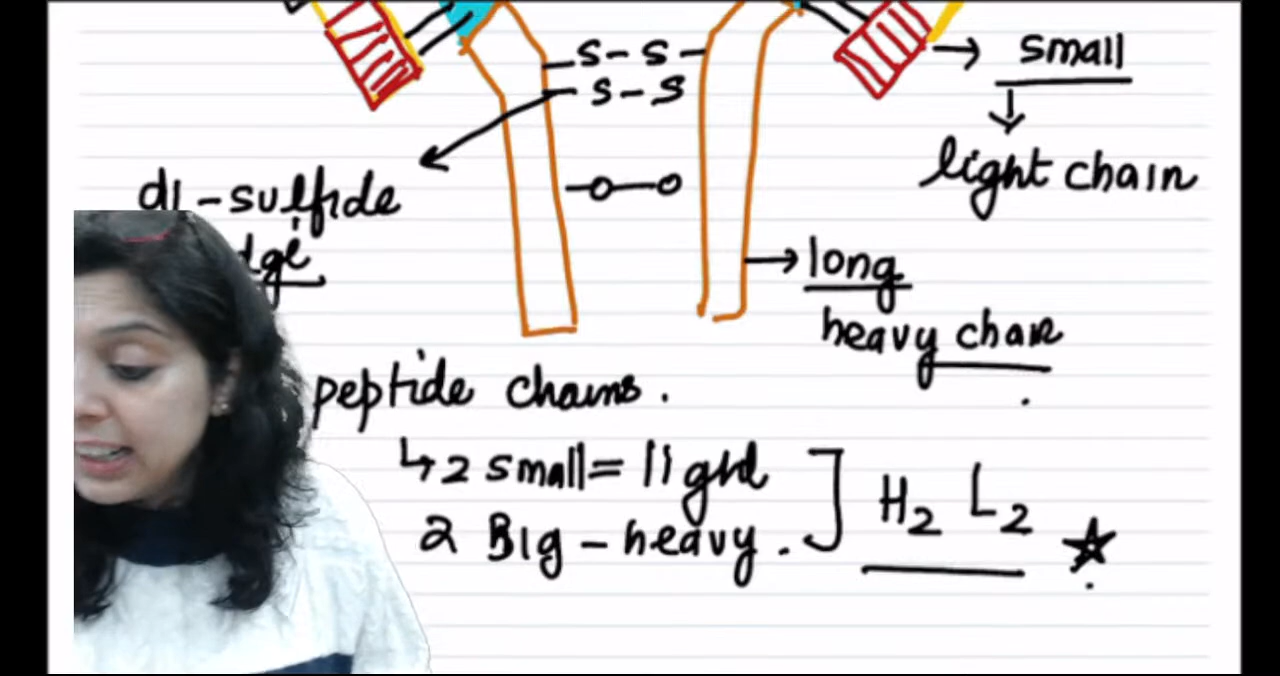 S-S
small
S-S
light chain
di-sulfide
long
heavy chain
peptide chains.
↳2 small= light
2 Big - heavy.
H2 L2